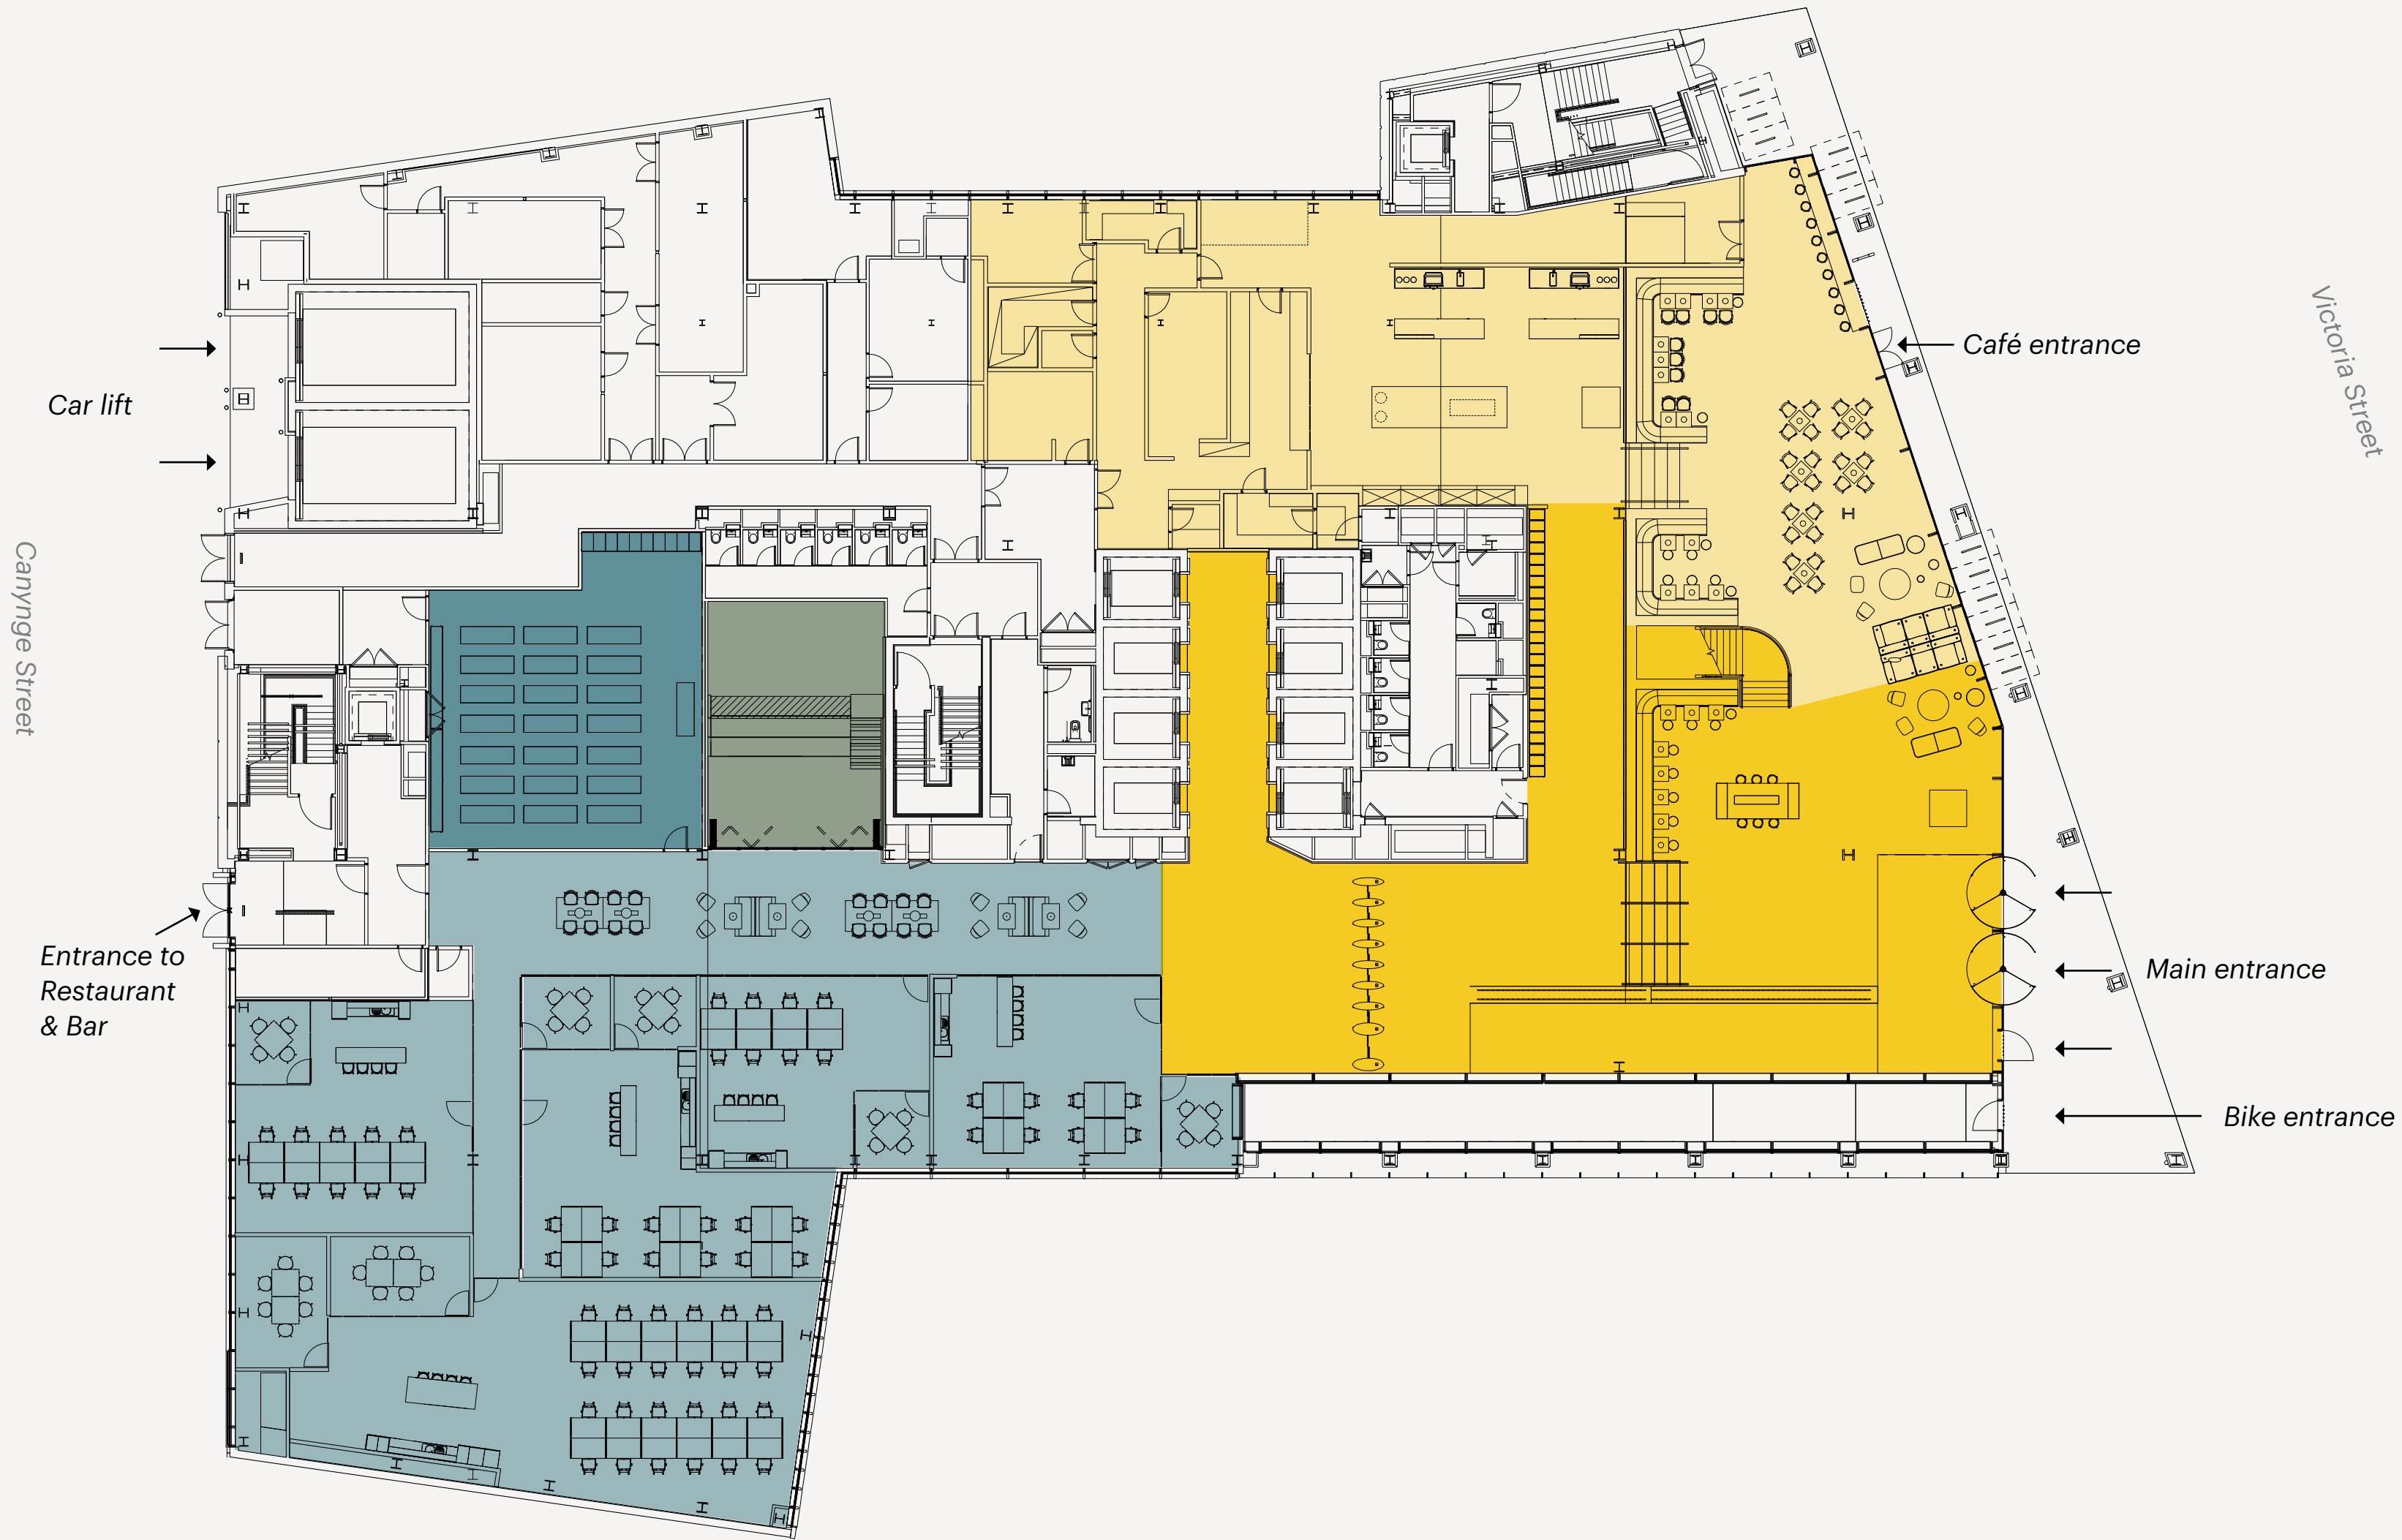 Café entrance
Victoria Street
Car lift
Canynge Street
Entrance to
Restaurant
& Bar
Main entrance
Bike entrance